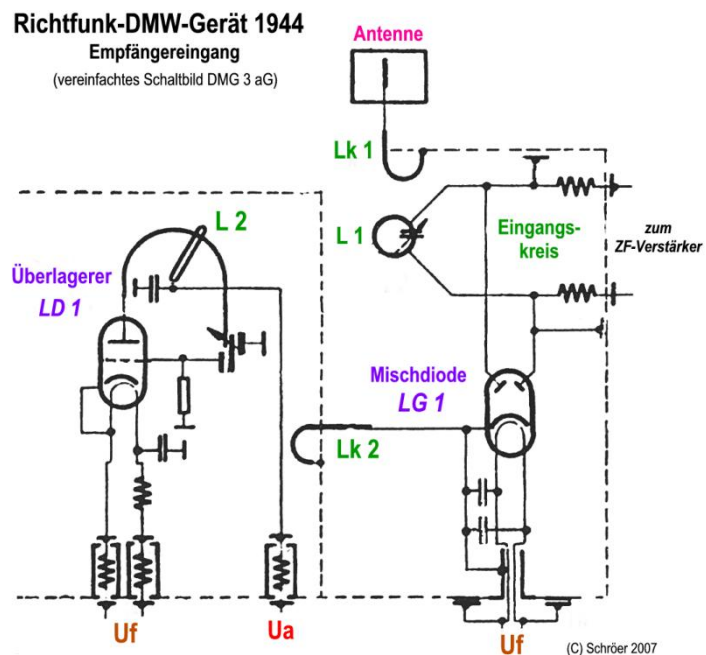 Richtfunk-DMW-Gerät 1944
Empfängereingang
(vereinfachtes Schaltbild DMG 3 aG)
Antenne
Lk 1
L 2
L 1
Eingangs-
kreis
zum
ZF-Verstärker
Überlagerer
LD 1
Mischdiode
LG 1
Lk 2
Uf
Ua
Uf
(C) Schröer 2007